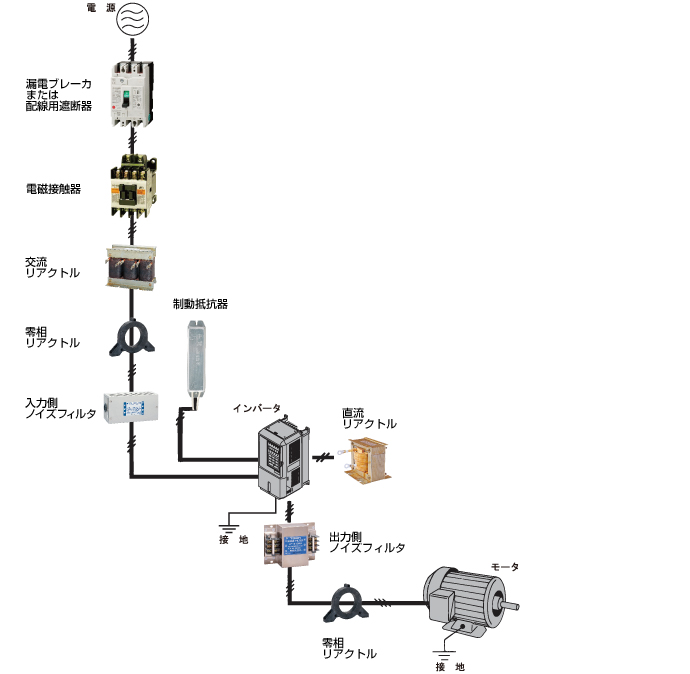 電　源
漏電ブレーカ
または
配線用遮断器
電磁接触器
交流
リアクトル
制動抵抗器
零相
リアクトル
入力側
ノイズフィルタ
インバータ
直流
リアクトル
接　地
出力側
ノイズフィルタ
モータ
零相
リアクトル
接　地